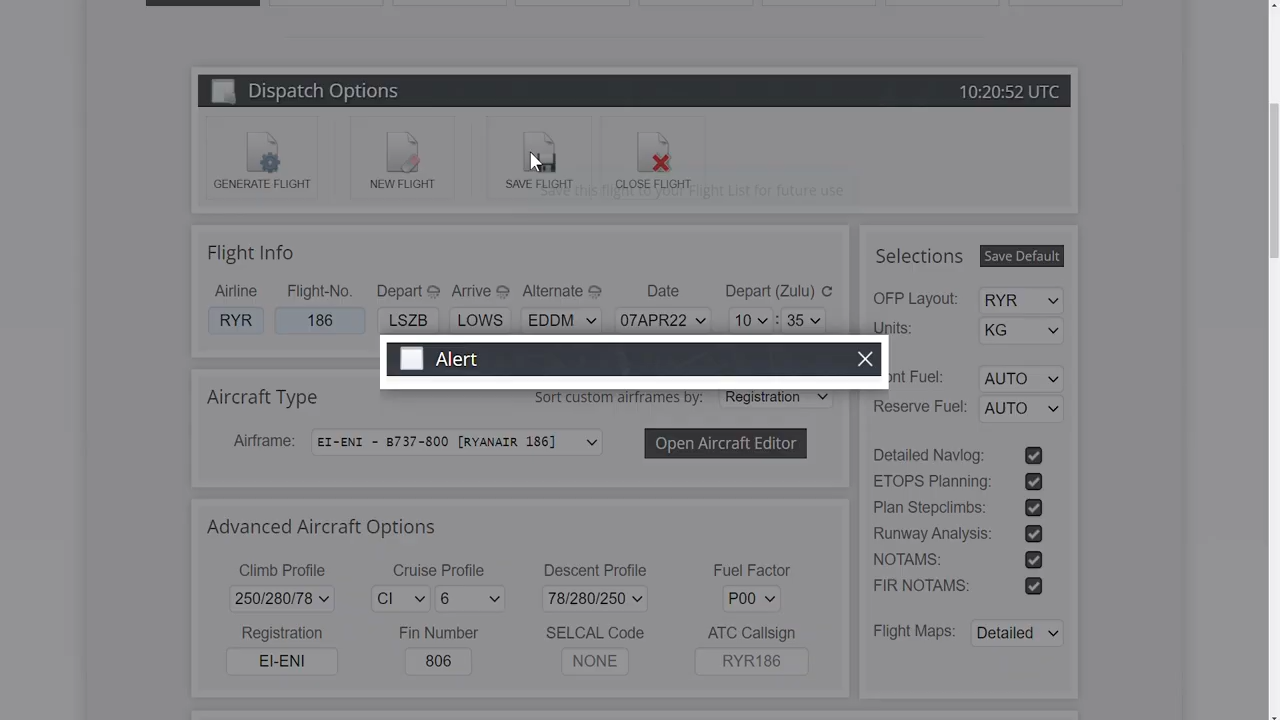 Dispatch Options 10:20:52 UTC
GENERATE FLIGHT NEW FLIGHT SAVE FLIGHT CLOSE FLIGHT
Save this flight to your Flight List for future use
Flight Info
Airline Flight-No. Depart Arrive Alternate Date Depart (Zulu)
RYR 186 LSZB LOWS EDDM 07APR22 10 : 35
Alert
Aircraft Type Sort custom airframes by: Registration
Airframe: EI-ENI - B737-800 [RYANAIR 186] Open Aircraft Editor
Advanced Aircraft Options
Climb Profile Cruise Profile Descent Profile Fuel Factor
250/280/78 CI 6 78/280/250 P00
Registration Fin Number SELCAL Code ATC Callsign
EI-ENI 806 NONE RYR186
Selections Save Default
OFP Layout: RYR
Units: KG
Fuel: AUTO
Reserve Fuel: AUTO
Detailed Navlog:
ETOPS Planning:
Plan Stepclimbs:
Runway Analysis:
NOTAMS:
FIR NOTAMS:
Flight Maps: Detailed